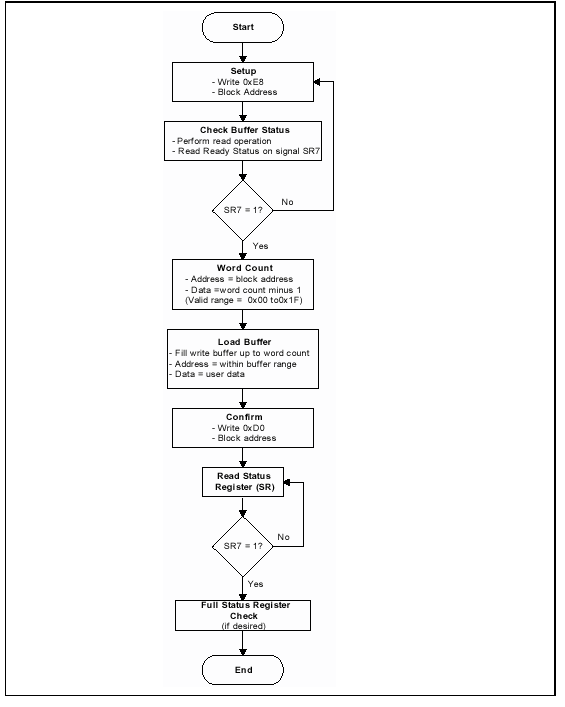 Start
Setup
- Write 0xE8
- Block Address
Check Buffer Status
- Perform read operation
- Read Ready Status on signal SR7
SR7 = 1?
No
Yes
Word Count
- Address = block address
- Data =word count minus 1
(Valid range = 0x00 to0x1F)
Load Buffer
- Fill write buffer up to word count
- Address = within buffer range
- Data = user data
Confirm
- Write 0xD0
- Block address
Read Status
Register (SR)
SR7 = 1?
No
Yes
Full Status Register
Check
(if desired)
End